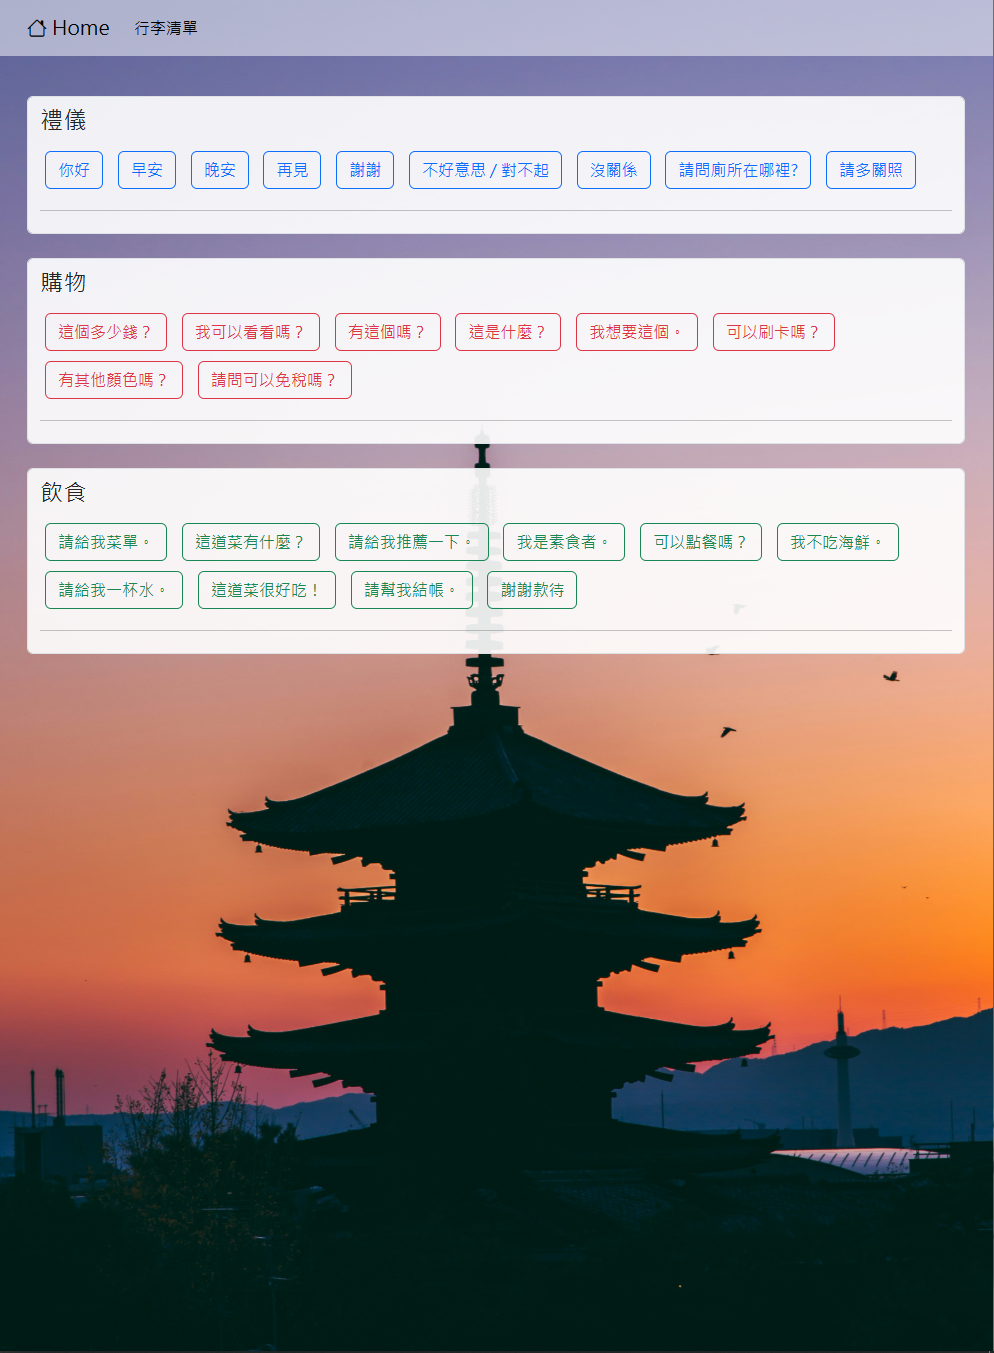 Home 行李清單
禮儀
你好 早安 晚安 再見 謝謝 不好意思 / 對不起 沒關係 請問廁所在哪裡? 請多關照
購物
這個多少錢？ 我可以看看嗎？ 有這個嗎？ 這是什麼？ 我想要這個。 可以刷卡嗎？
有其他顏色嗎？ 請問可以免稅嗎？
飲食
請給我菜單。 這道菜有什麼？ 請給我推薦一下。 我是素食者。 可以點餐嗎？ 我不吃海鮮。
請給我一杯水。 這道菜很好吃！ 請幫我結帳。 謝謝款待